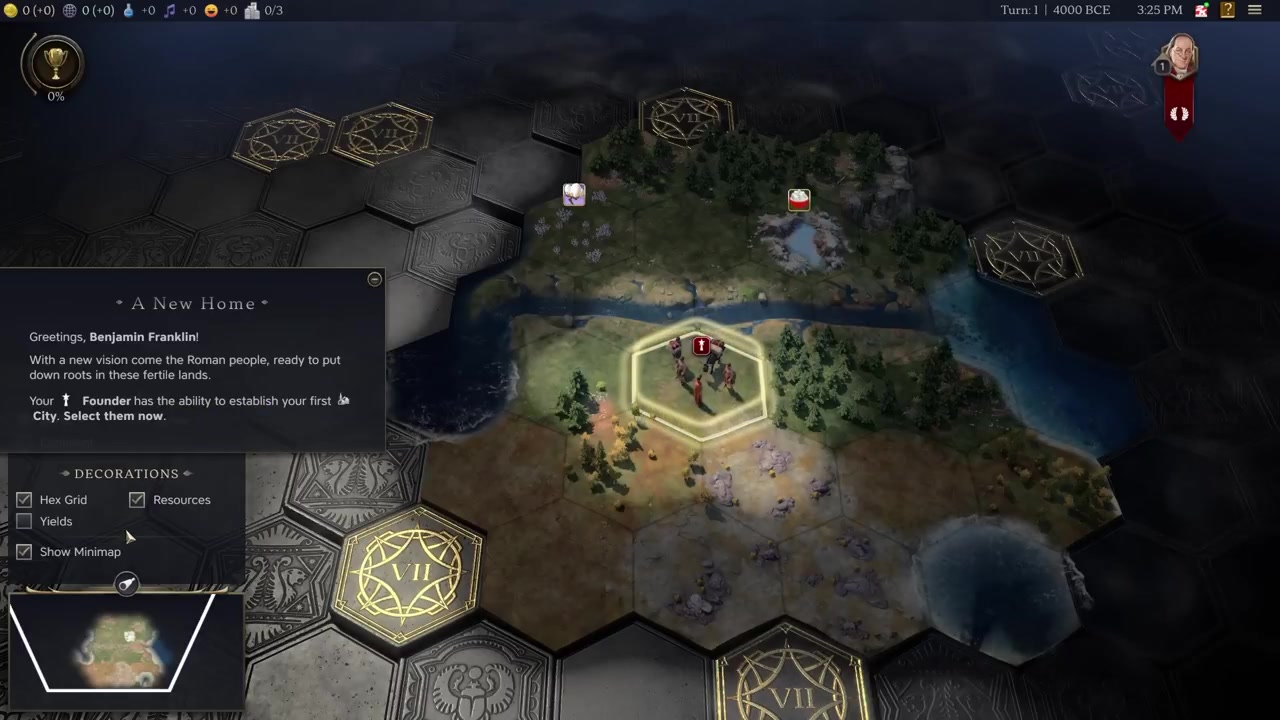 0 (+0) 0 (+0) +0 +0 +0 0/3
Turn: 1 | 4000 BCE 3:25 PM
0%
1
VII
VII
VII
VII
VII
A New Home
Greetings, Benjamin Franklin!
With a new vision come the Roman people, ready to put
down roots in these fertile lands.
Your Founder has the ability to establish your first
City. Select them now.
DECORATIONS
Hex Grid Resources
Yields
Show Minimap
VII
VII